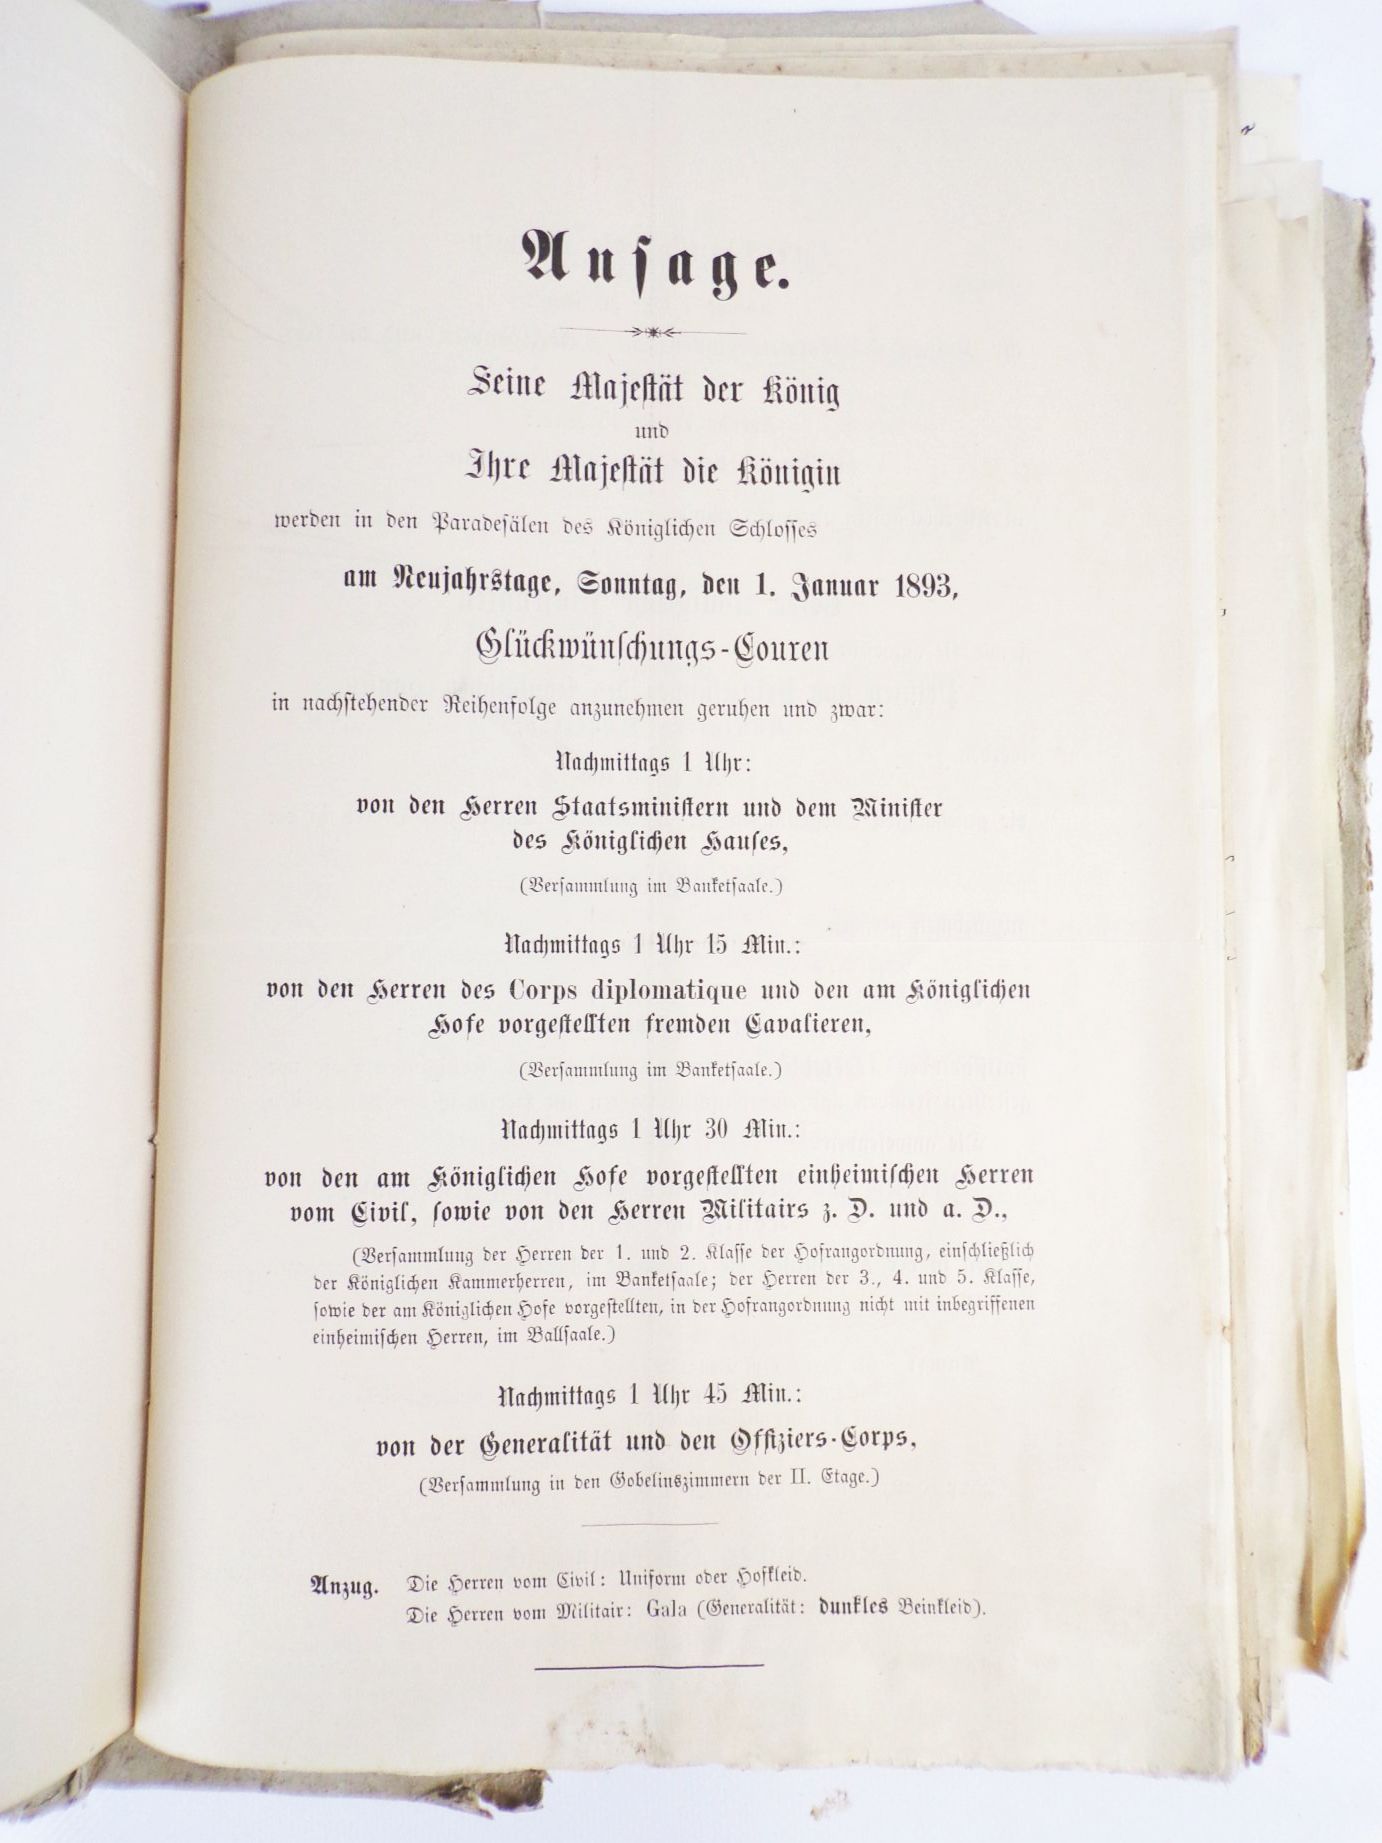 Ansage.
Seine Majestät der König
und
Ihre Majestät die Königin
werden in den Paradesälen des Königlichen Schlosses
am Neujahrstage, Sonntag, den 1. Januar 1893,
Glückwünschungs-Couren
in nachstehender Reihenfolge anzunehmen geruhen und zwar:
Nachmittags 1 Uhr:
von den Herren Staatsministern und dem Minister
des Königlichen Hauses,
(Versammlung im Banketsaale.)
Nachmittags 1 Uhr 15 Min.:
von den Herren des Corps diplomatique und den am Königlichen
Hofe vorgestellten fremden Cavalieren,
(Versammlung im Banketsaale.)
Nachmittags 1 Uhr 30 Min.:
von den am Königlichen Hofe vorgestellten einheimischen Herren
vom Civil, sowie von den Herren Militairs z. D. und a. D.,
(Versammlung der Herren der 1. und 2. Klasse der Hofrangordnung, einschließlich
der Königlichen Kammerherren, im Banketsaale; der Herren der 3., 4. und 5. Klasse,
sowie der am Königlichen Hofe vorgestellten, in der Hofrangordnung nicht mit inbegriffenen
einheimischen Herren, im Ballsaale.)
Nachmittags 1 Uhr 45 Min.:
von der Generalität und den Offiziers-Corps,
(Versammlung in den Gobelinszimmern der II. Etage.)
Anzug. Die Herren vom Civil: Uniform oder Hofkleid.
Die Herren vom Militair: Gala (Generalität: dunkles Beinkleid).